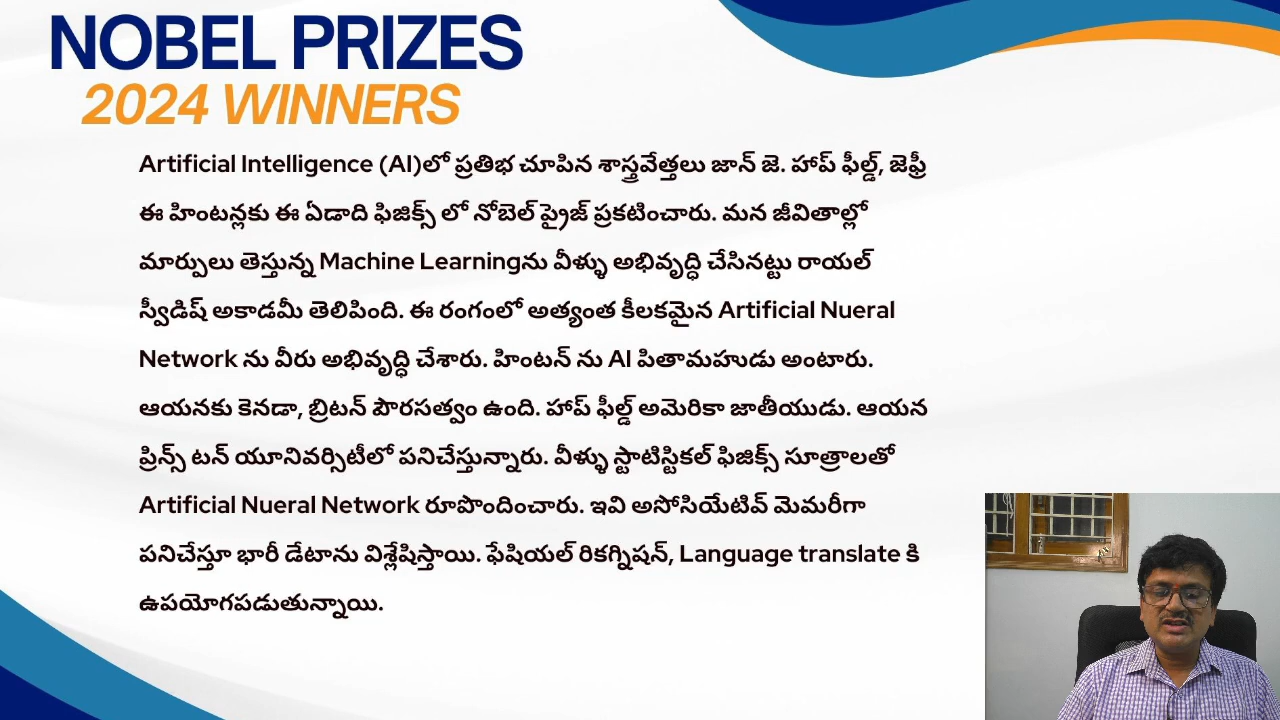 NOBEL PRIZES
2024 WINNERS
Artificial Intelligence (AI)లో ప్రతిభ చూపిన శాస్త్రవేత్తలు జాన్ జె. హాప్ ఫీల్డ్, జెఫ్రీ
ఈ హింటన్లకు ఈ ఏడాది ఫిజిక్స్ లో నోబెల్ ప్రైజ్ ప్రకటించారు. మన జీవితాల్లో
మార్పులు తెస్తున్న Machine Learningను వీళ్ళు అభివృద్ధి చేసినట్టు రాయల్
స్వీడిష్ అకాడమీ తెలిపింది. ఈ రంగంలో అత్యంత కీలకమైన Artificial Nueral
Network ను వీరు అభివృద్ధి చేశారు. హింటన్ ను AI పితామహుడు అంటారు.
ఆయనకు కెనడా, బ్రిటన్ పౌరసత్వం ఉంది. హాప్ ఫీల్డ్ అమెరికా జాతీయుడు. ఆయన
ప్రిన్స్ టన్ యూనివర్సిటీలో పనిచేస్తున్నారు. వీళ్ళు స్టాటిస్టికల్ ఫిజిక్స్ సూత్రాలతో
Artificial Nueral Network రూపొందించారు. ఇవి అసోసియేటివ్ మెమరీగా
పనిచేస్తూ భారీ డేటాను విశ్లేషిస్తాయి. ఫేషియల్ రికగ్నిషన్, Language translate కి
ఉపయోగపడుతున్నాయి.